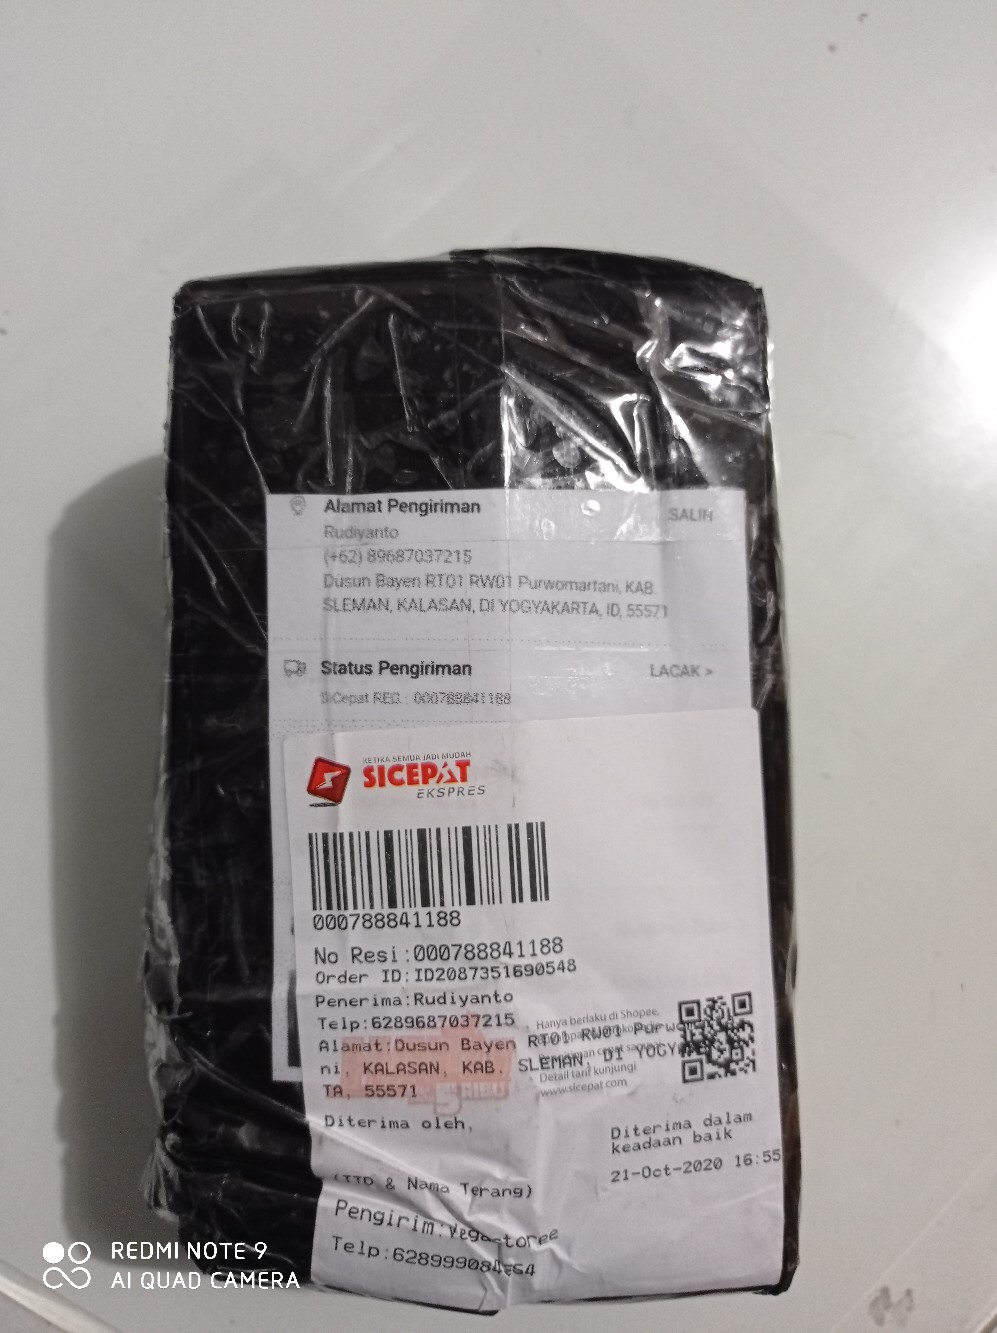 Alamat Pengiriman
SALIN
Rudiyanto
(+62) 89687037215
Dusun Bayen RT01 RW01 Purwomartani, KAB.
SLEMAN, KALASAN, DI YOGYAKARTA, ID, 55571
Status Pengiriman
LACAK >
SiCepat REG : 000788841188
KETIKA SEMUA JADI MUDAH
SICEPAT
EKSPRES
000788841188
No Resi:000788841188
Order ID:ID2087351690548
Penerima:Rudiyanto
Telp:6289687037215
Alamat:Dusun Bayen RT01 RW01 Purwo
ni, KALASAN, KAB. SLEMAN, DI YOGY
TA, 55571
Hanya berlaku di Shopee,
Detail tarif kunjungi
www.sicepat.com
5 RIBU
Diterima oleh,
Diterima dalam
keadaan baik
21-Oct-2020 16:55
(TTD & Nama Terang)
Pengirim:
Telp:628999084
REDMI NOTE 9
AI QUAD CAMERA